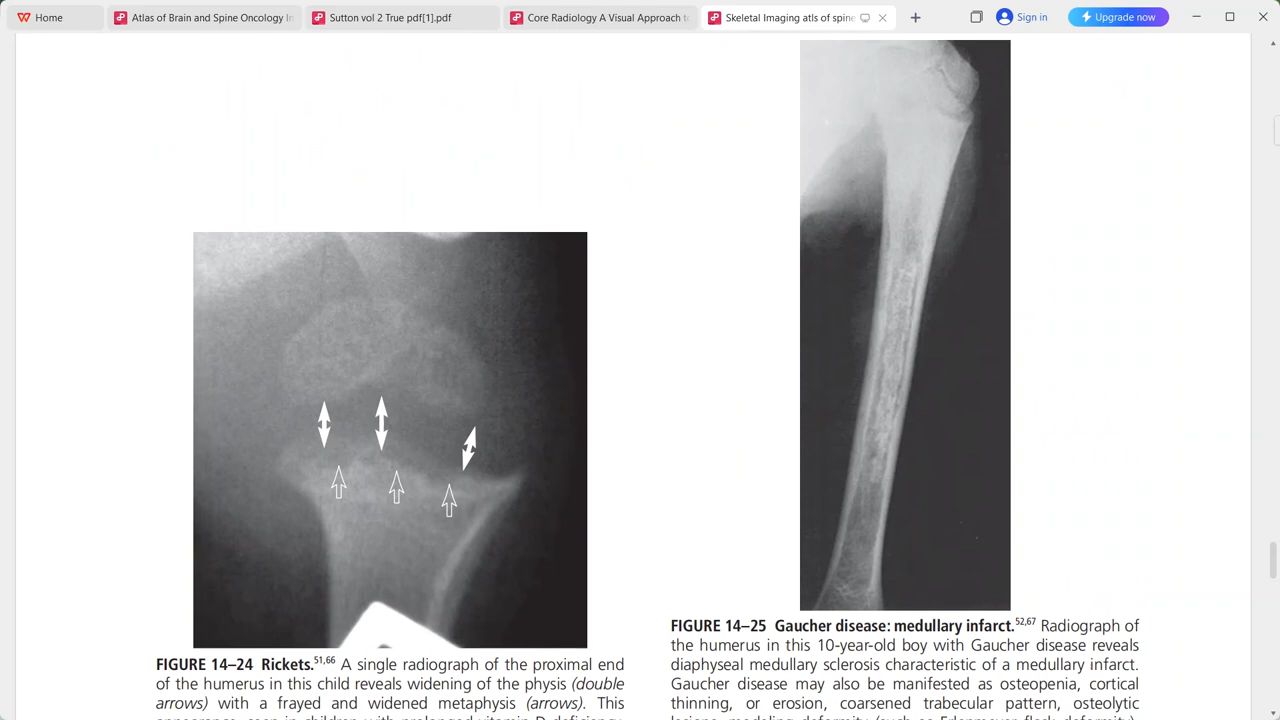 Home
Atlas of Brain and Spine Oncology I
Sutton vol 2 True pdf[1].pdf
Core Radiology A Visual Approach to
Skeletal Imaging atls of spine
Sign in
Upgrade now
FIGURE 14–24 Rickets.51,66 A single radiograph of the proximal end
of the humerus in this child reveals widening of the physis (double
arrows) with a frayed and widened metaphysis (arrows). This
FIGURE 14–25 Gaucher disease: medullary infarct.52,67 Radiograph of
the humerus in this 10-year-old boy with Gaucher disease reveals
diaphyseal medullary sclerosis characteristic of a medullary infarct.
Gaucher disease may also be manifested as osteopenia, cortical
thinning, or erosion, coarsened trabecular pattern, osteolytic